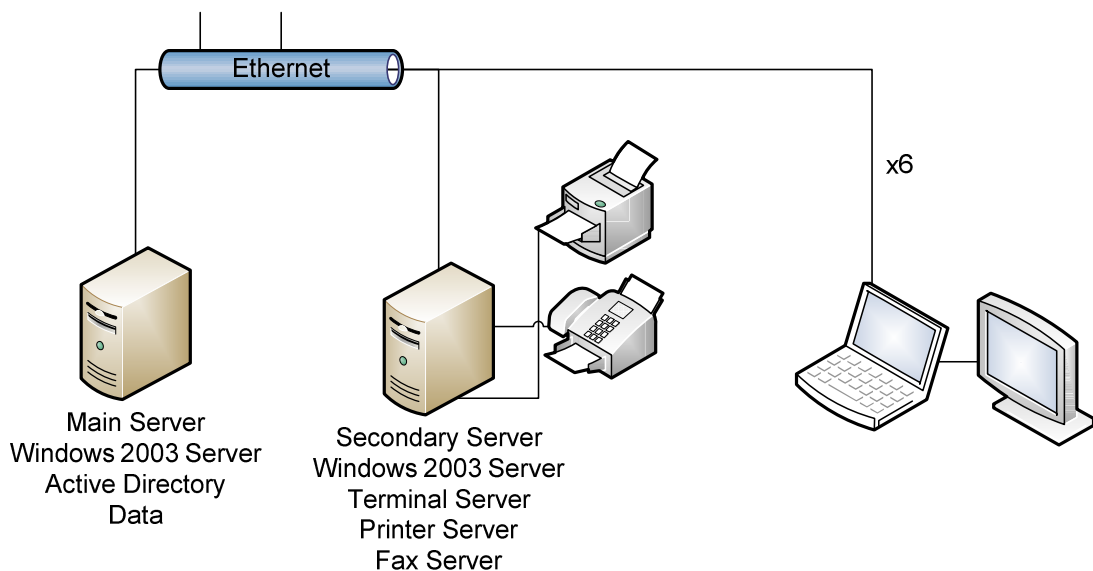 Ethernet
x6
Main Server
Windows 2003 Server
Active Directory
Data
Secondary Server
Windows 2003 Server
Terminal Server
Printer Server
Fax Server